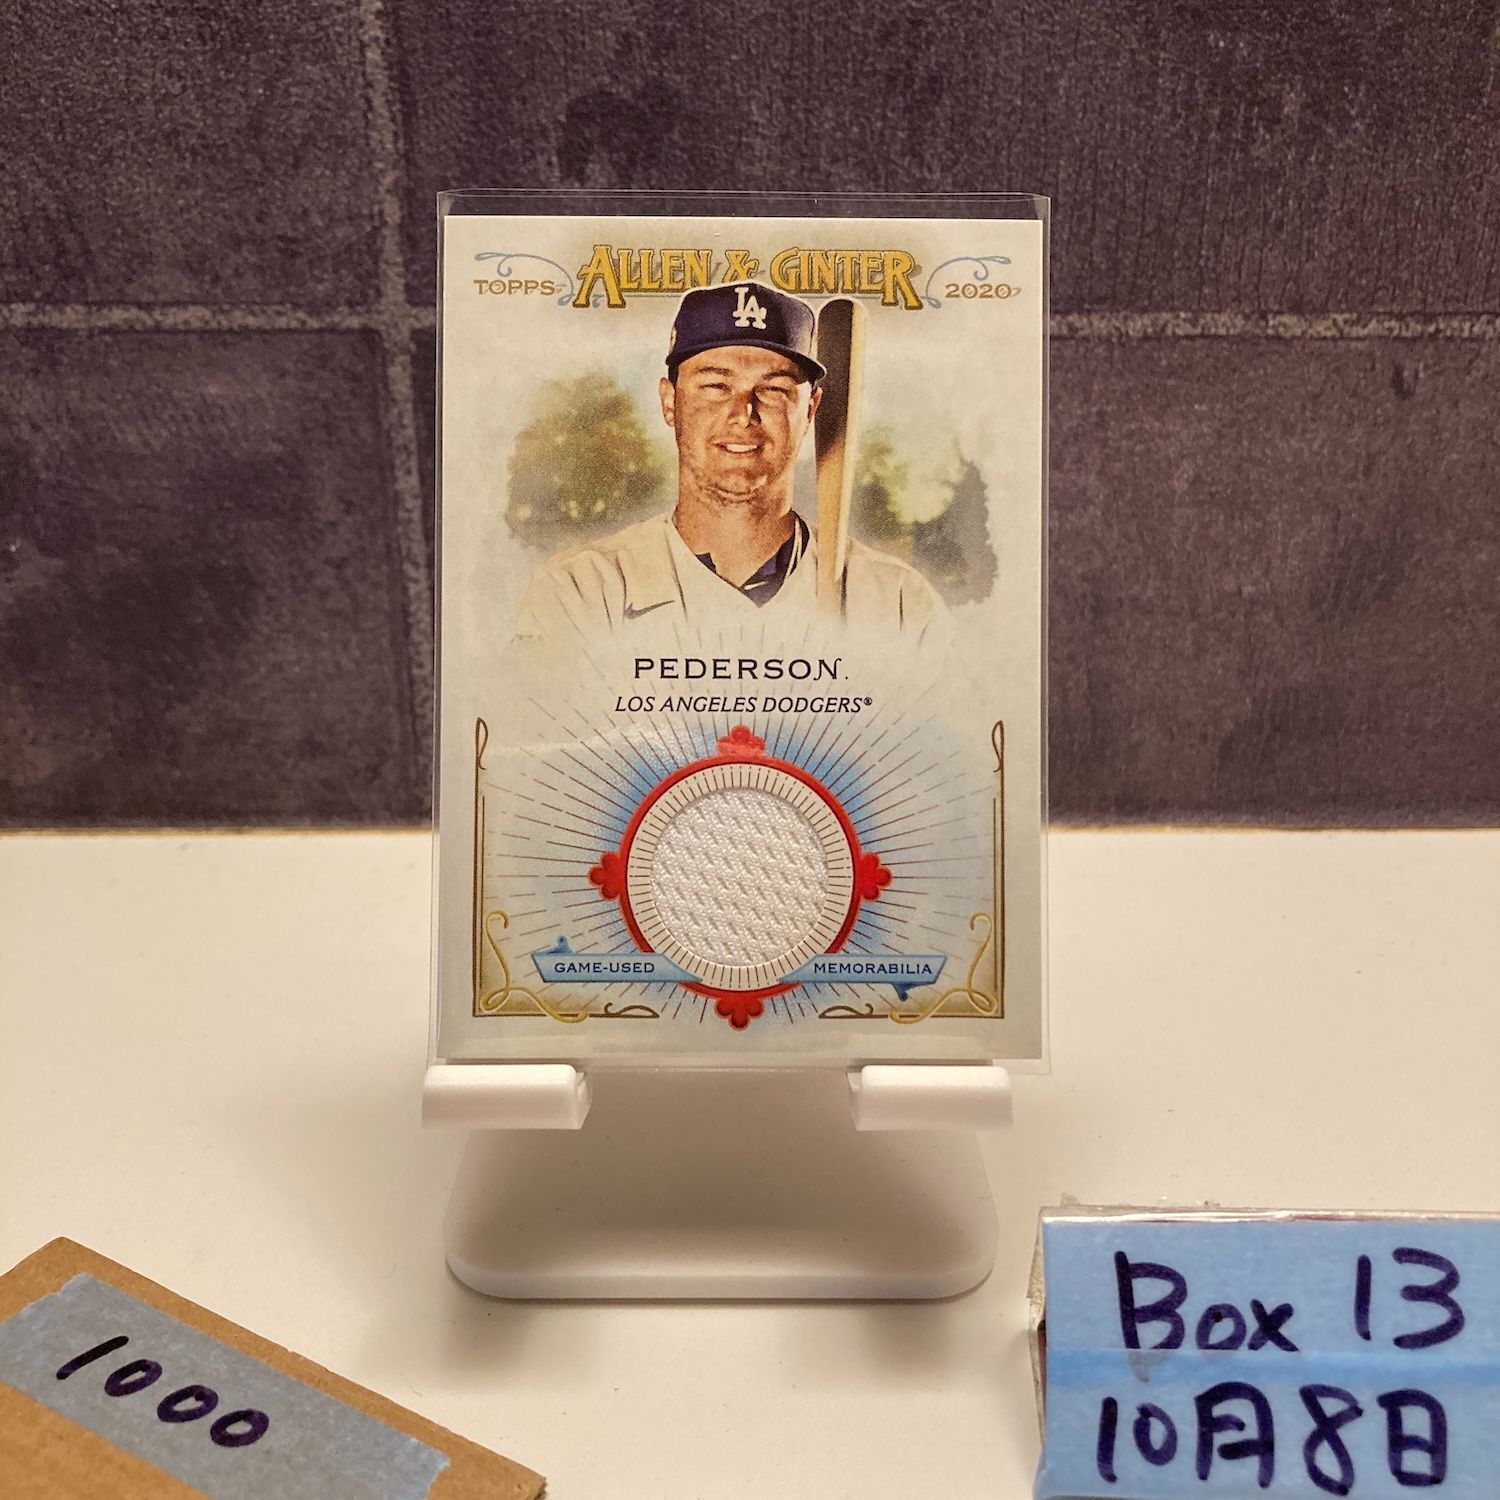 TOPPS ALLEN & GINTER 2020
LA
PEDERSON.
LOS ANGELES DODGERS®
GAME-USED MEMORABILIA
1000
Box 13
10月8日